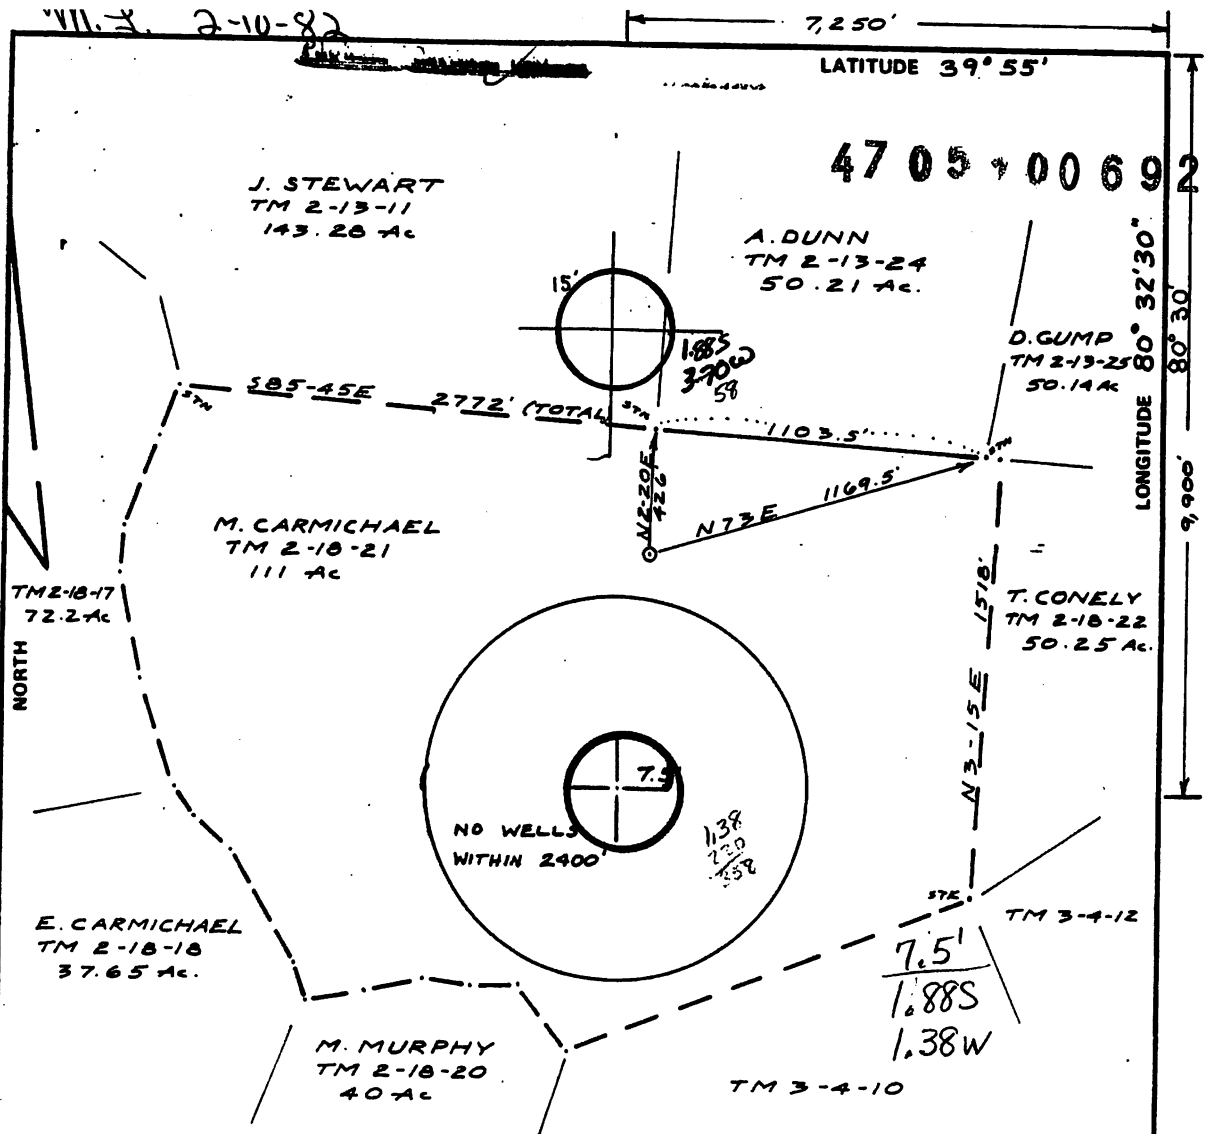 2-10-82
7,250'
LATITUDE 39° 55'
4705 00692
J. STEWART
TM 2-13-11
143.28 Ac
A. DUNN
TM 2-13-24
50.21 Ac.
15'
LONGITUDE 80° 32' 30"
80° 30'
D. GUMP
TM 2-13-25
50.14 Ac
1.88S
3.70W
58
S85-45E
2772' (TOTAL)
STN
STK
1103.5'
STN
N2-20E
426'
1169.5'
N73E
9,900'
M. CARMICHAEL
TM 2-18-21
111 Ac
TM 2-18-17
72.2 Ac
NORTH
1518'
N3-15E
T. CONELY
TM 2-18-22
50.25 Ac.
7.5'
NO WELLS
WITHIN 2400'
1.38
220
358
STK
TM 3-4-12
E. CARMICHAEL
TM 2-18-18
37.65 Ac.
7.5'
1.88S
1.38W
M. MURPHY
TM 2-18-20
40 Ac
TM 3-4-10